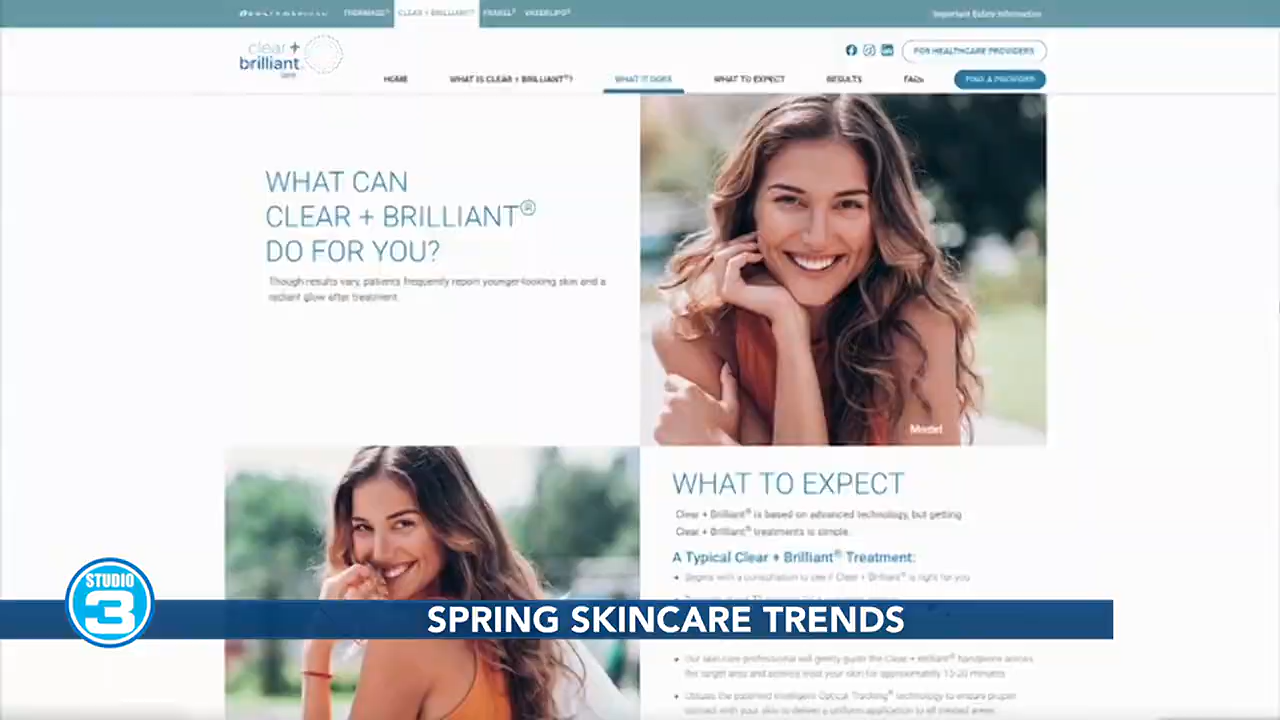 THERMAGE®
CLEAR + BRILLIANT®
FRAXEL®
VASERLIPO®
Important Safety Information
clear +
brilliant
laser
FOR HEALTHCARE PROVIDERS
HOME
WHAT IS CLEAR + BRILLIANT®?
WHAT IT DOES
WHAT TO EXPECT
RESULTS
FAQs
FIND A PROVIDER
WHAT CAN
CLEAR + BRILLIANT®
DO FOR YOU?
Though results vary, patients frequently report younger-looking skin and a
radiant glow after treatment.
Model
WHAT TO EXPECT
Clear + Brilliant® is based on advanced technology, but getting
Clear + Brilliant® treatments is simple.
A Typical Clear + Brilliant® Treatment:
• Begins with a consultation to see if Clear + Brilliant® is right for you
STUDIO
3
SPRING SKINCARE TRENDS
• Our skin care professional will gently guide the Clear + Brilliant® handpiece across
the target area and actively treat your skin for approximately 15-20 minutes
• Utilizes the patented Intelligent Optical Tracking® technology to ensure proper
contact with your skin to deliver a uniform application to all treated areas